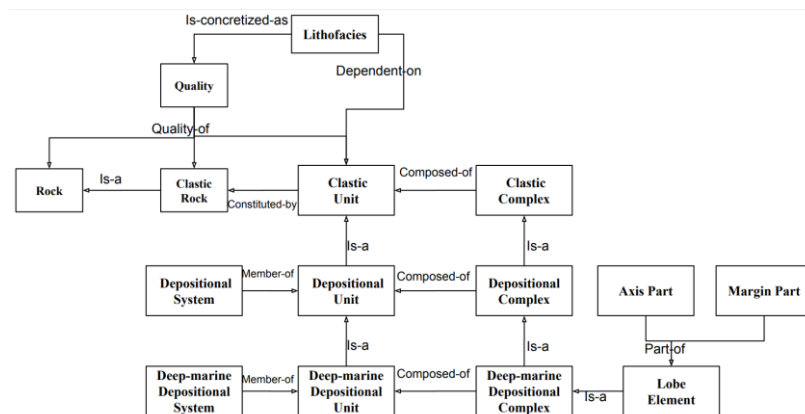 Is-concretized-as
Lithofacies
Dependent-on
Quality
Quality-of
Rock
Is-a
Clastic
Rock
Constituted-by
Clastic
Unit
Composed-of
Clastic
Complex
Is-a
Is-a
Depositional
System
Member-of
Depositional
Unit
Composed-of
Depositional
Complex
Axis Part
Margin Part
Is-a
Is-a
Part-of
Deep-marine
Depositional
System
Member-of
Deep-marine
Depositional
Unit
Composed-of
Deep-marine
Depositional
Complex
Is-a
Lobe
Element